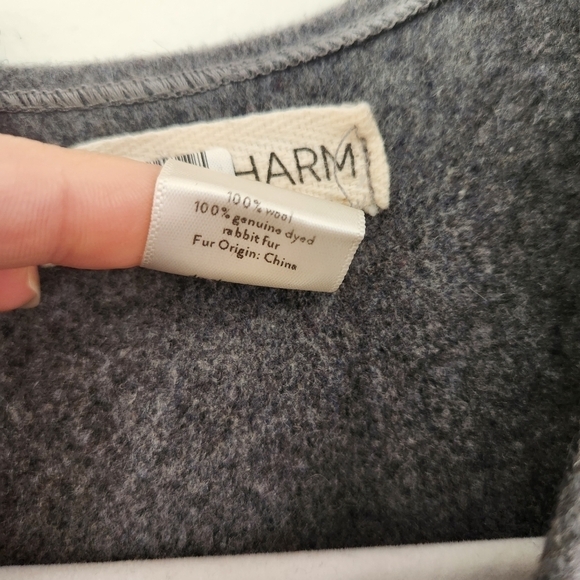 HARM
100% wool
100% genuine dyed
rabbit fur
Fur Origin: China